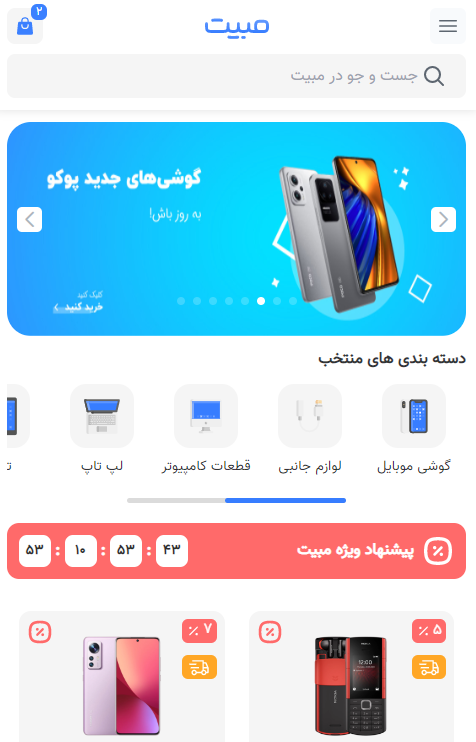 ۲
مبیت
جست و جو در مبیت
گوشی‌های جدید پوکو
به روز باش!
کلیک کنید
خرید کنید
دسته بندی های منتخب
گوشی موبایل
لوازم جانبی
قطعات کامپیوتر
لپ تاپ
ت
پیشنهاد ویژه مبیت
۵۳ : ۱۰ : ۵۳ : ۴۳
۵ ٪
۷ ٪